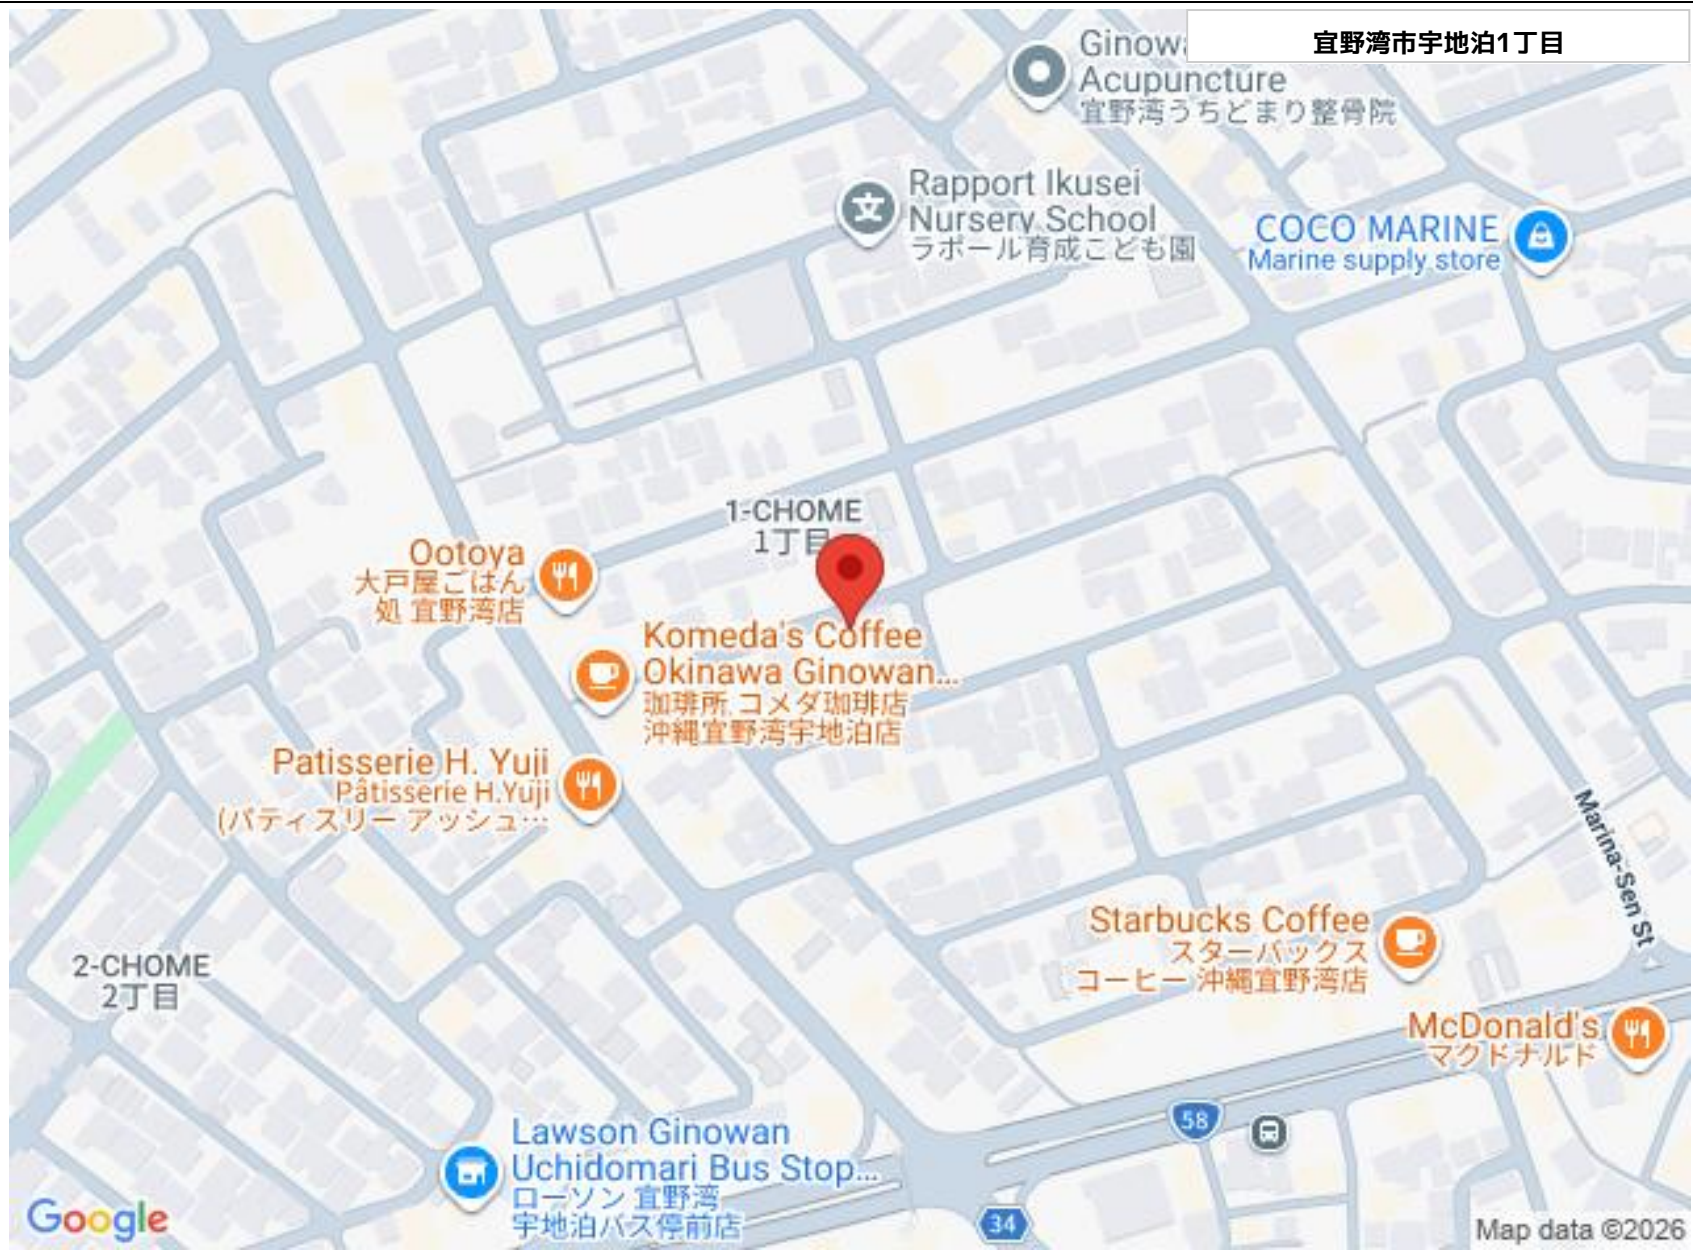 宜野湾市宇地泊1丁目
Ginowa
Acupuncture
宜野湾うちどまり整骨院
Rapport Ikusei
Nursery School
ラポール育成こども園
COCO MARINE
Marine supply store
1-CHOME
1丁目
Ootoya
大戸屋ごはん
処 宜野湾店
Komeda's Coffee
Okinawa Ginowan...
珈琲所 コメダ珈琲店
沖縄宜野湾宇地泊店
Patisserie H. Yuji
Pâtisserie H.Yuji
(パティスリー アッシュ…
Marina-Sen St
Starbucks Coffee
スターバックス
コーヒー 沖縄宜野湾店
2-CHOME
2丁目
McDonald's
マクドナルド
58
Lawson Ginowan
Uchidomari Bus Stop...
ローソン 宜野湾
宇地泊バス停前店
34
Google
Map data ©2026